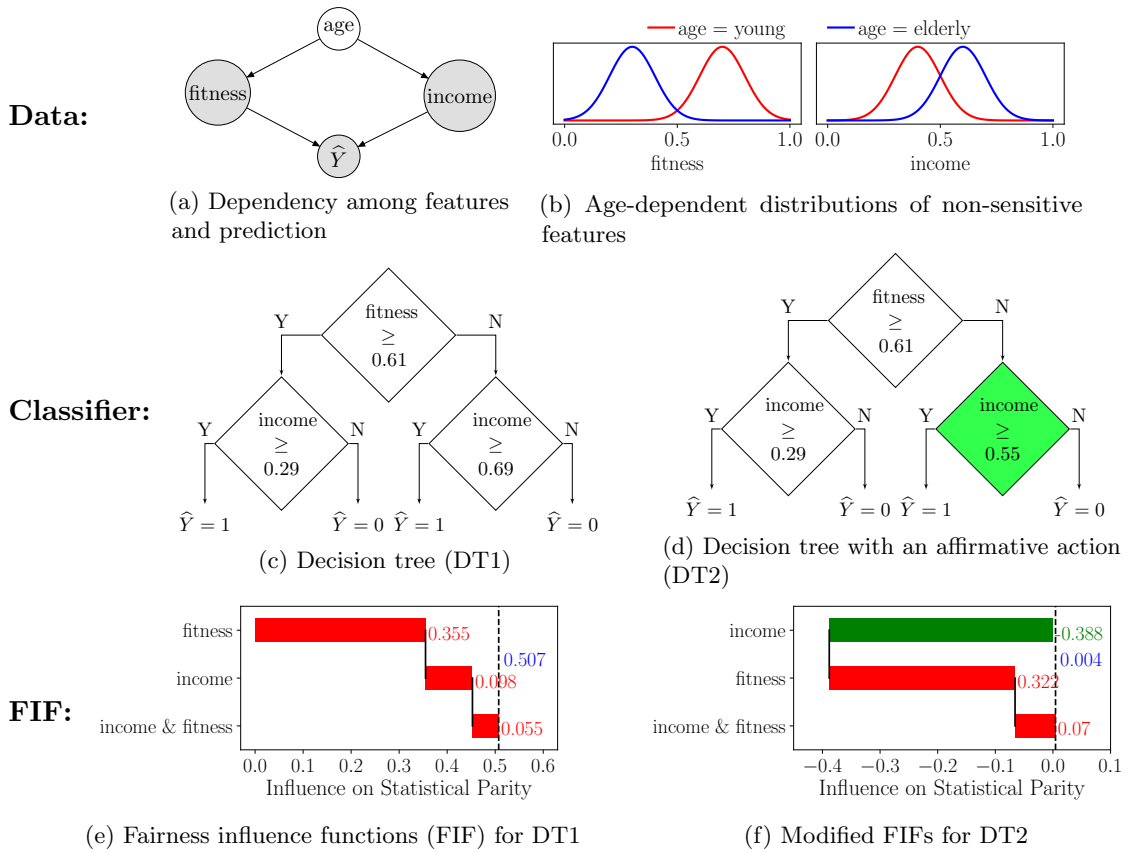 Data:
age
fitness
income
Ŷ
(a) Dependency among features
and prediction
age = young
age = elderly
0.0 0.5 1.0
fitness
0.0 0.5 1.0
income
(b) Age-dependent distributions of non-sensitive
features
Classifier:
fitness
≥
0.61
Y
N
income
≥
0.29
Y
N
income
≥
0.69
Y
N
Ŷ = 1
Ŷ = 0
Ŷ = 1
Ŷ = 0
(c) Decision tree (DT1)
fitness
≥
0.61
Y
N
income
≥
0.29
Y
N
income
≥
0.55
Y
N
Ŷ = 1
Ŷ = 0
Ŷ = 1
Ŷ = 0
(d) Decision tree with an affirmative action
(DT2)
FIF:
fitness
0.355
0.507
income
0.098
income & fitness
0.055
0.0 0.1 0.2 0.3 0.4 0.5 0.6
Influence on Statistical Parity
(e) Fairness influence functions (FIF) for DT1
income
-0.388
0.004
fitness
0.322
income & fitness
0.07
−0.4 −0.3 −0.2 −0.1 0.0 0.1
Influence on Statistical Parity
(f) Modified FIFs for DT2